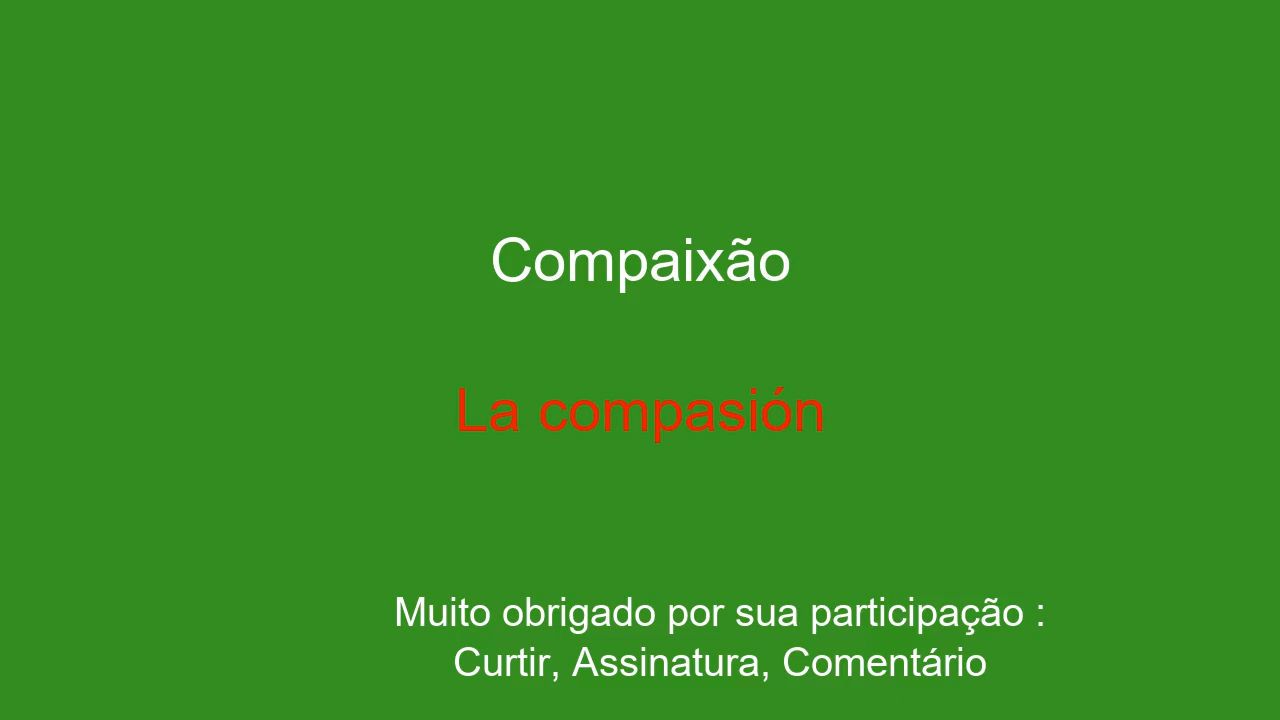 Compaixão
La compasión
Muito obrigado por sua participação :
Curtir, Assinatura, Comentário